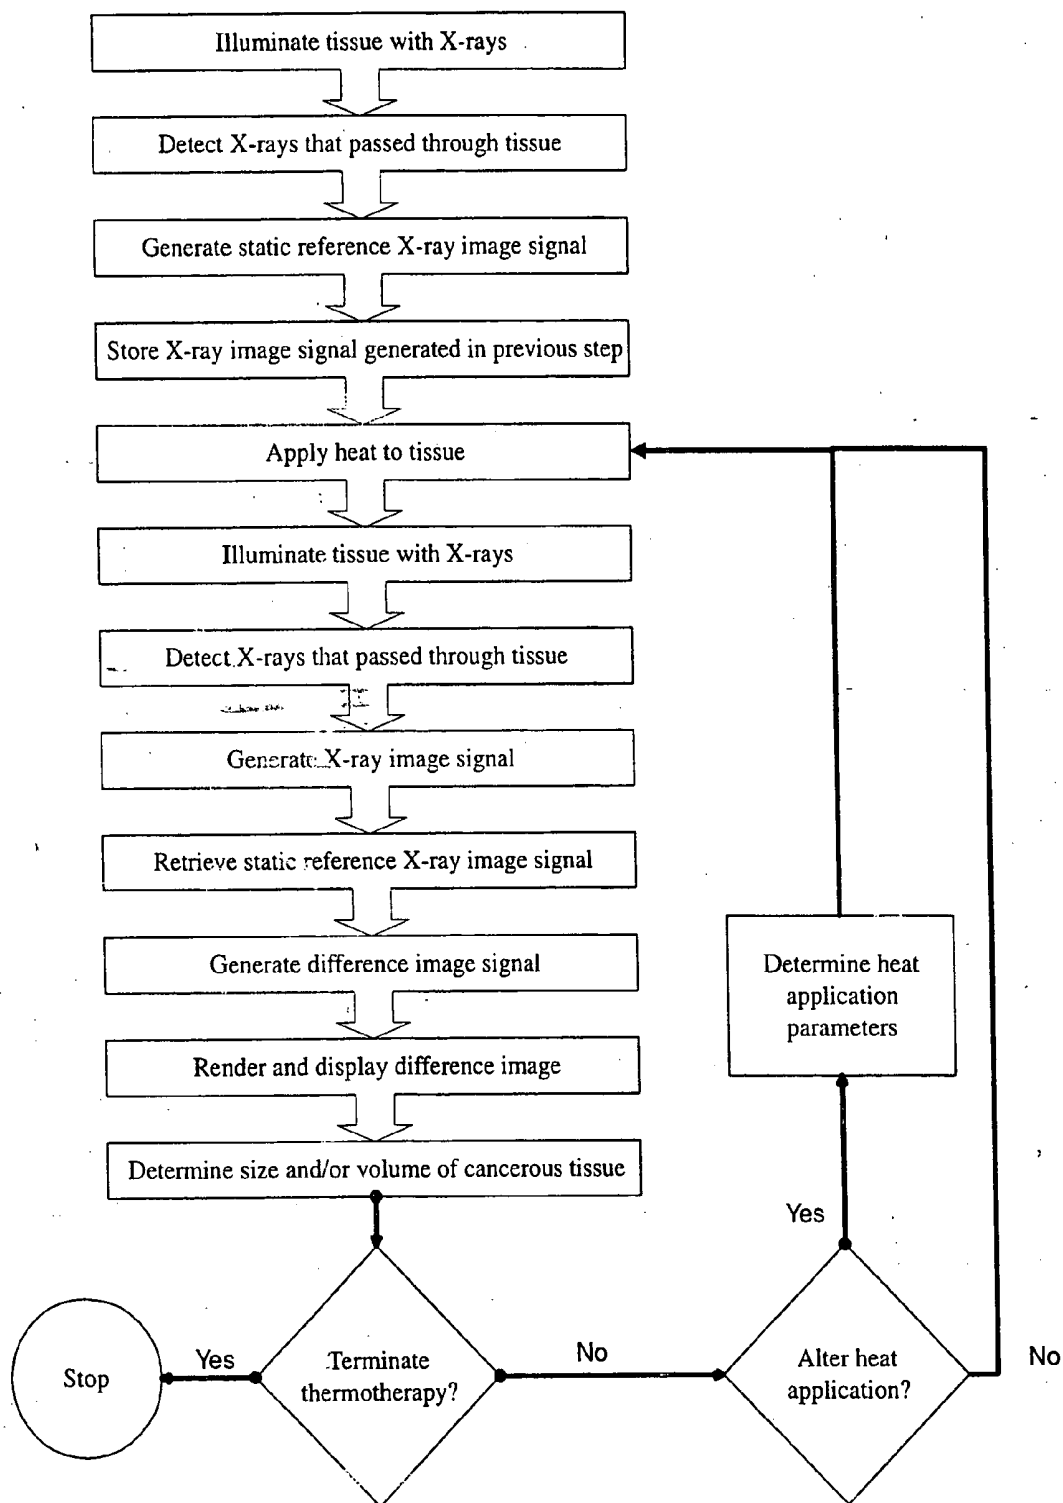 Illuminate tissue with X-rays
Detect X-rays that passed through tissue
Generate static reference X-ray image signal
Store X-ray image signal generated in previous step
Apply heat to tissue
Illuminate tissue with X-rays
Detect X-rays that passed through tissue
Generate X-ray image signal
Retrieve static reference X-ray image signal
Generate difference image signal
Render and display difference image
Determine size and/or volume of cancerous tissue
Determine heat
application
parameters
Yes
Stop
Yes
Terminate
thermotherapy?
No
Alter heat
application?
No